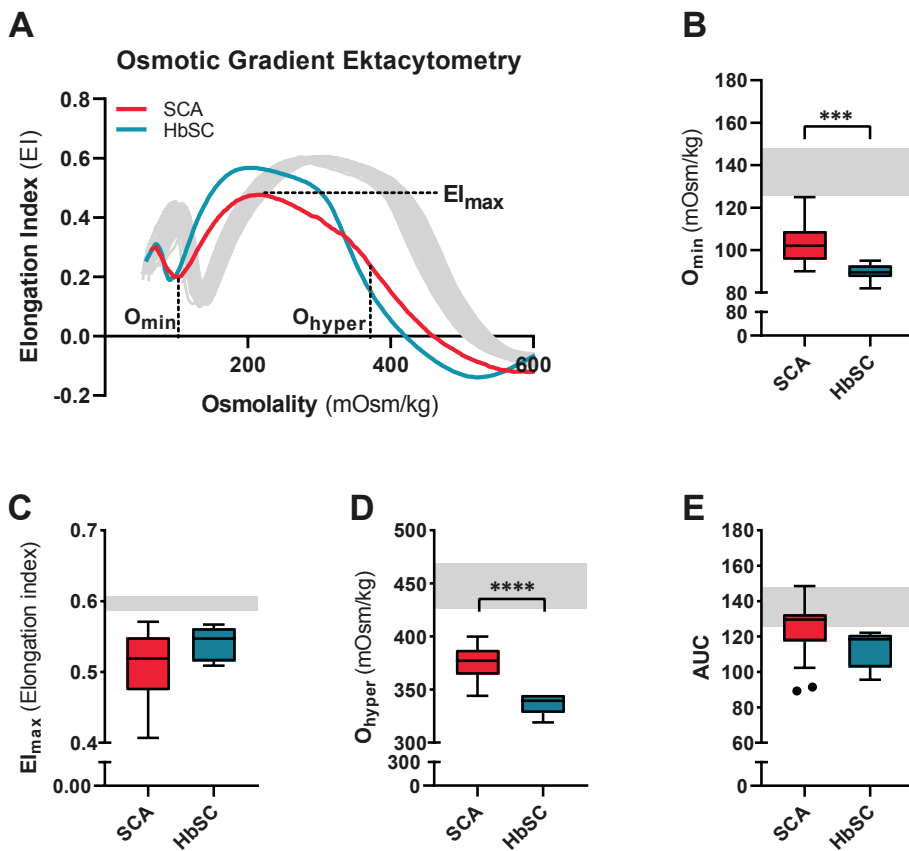 A
Osmotic Gradient Ektacytometry
0.8
0.6
0.4
0.2
0.0
-0.2
Elongation Index (EI)
SCA
HbSC
EImax
Omin
Ohyper
200
400
600
Osmolality (mOsm/kg)
B
180
160
140
120
100
80
80
0
Omin (mOsm/kg)
***
SCA
HbSC
C
0.7
0.6
0.5
0.4
0.00
EImax (Elongation index)
SCA
HbSC
D
500
450
400
350
300
300
0
Ohyper (mOsm/kg)
****
SCA
HbSC
E
180
160
140
120
100
80
60
0
AUC
SCA
HbSC